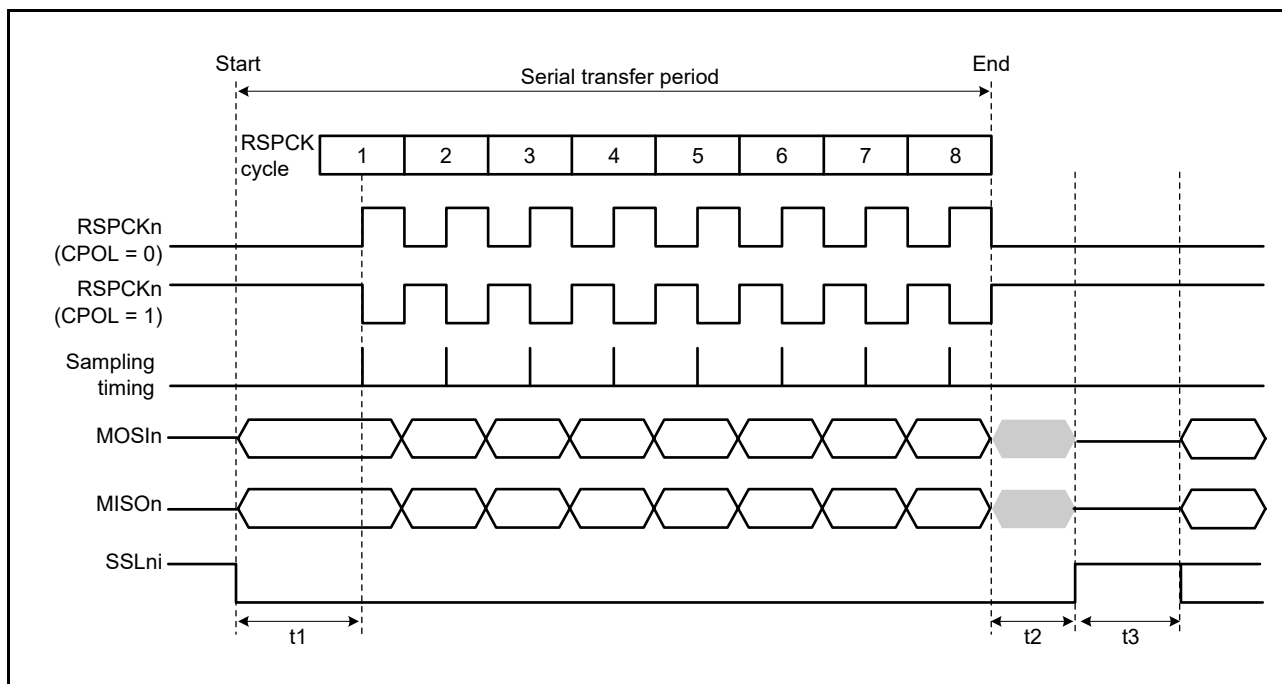 Start
Serial transfer period
End
RSPCK
cycle
1 2 3 4 5 6 7 8
RSPCKn
(CPOL = 0)
RSPCKn
(CPOL = 1)
Sampling
timing
MOSIn
MISOn
SSLni
t1
t2
t3